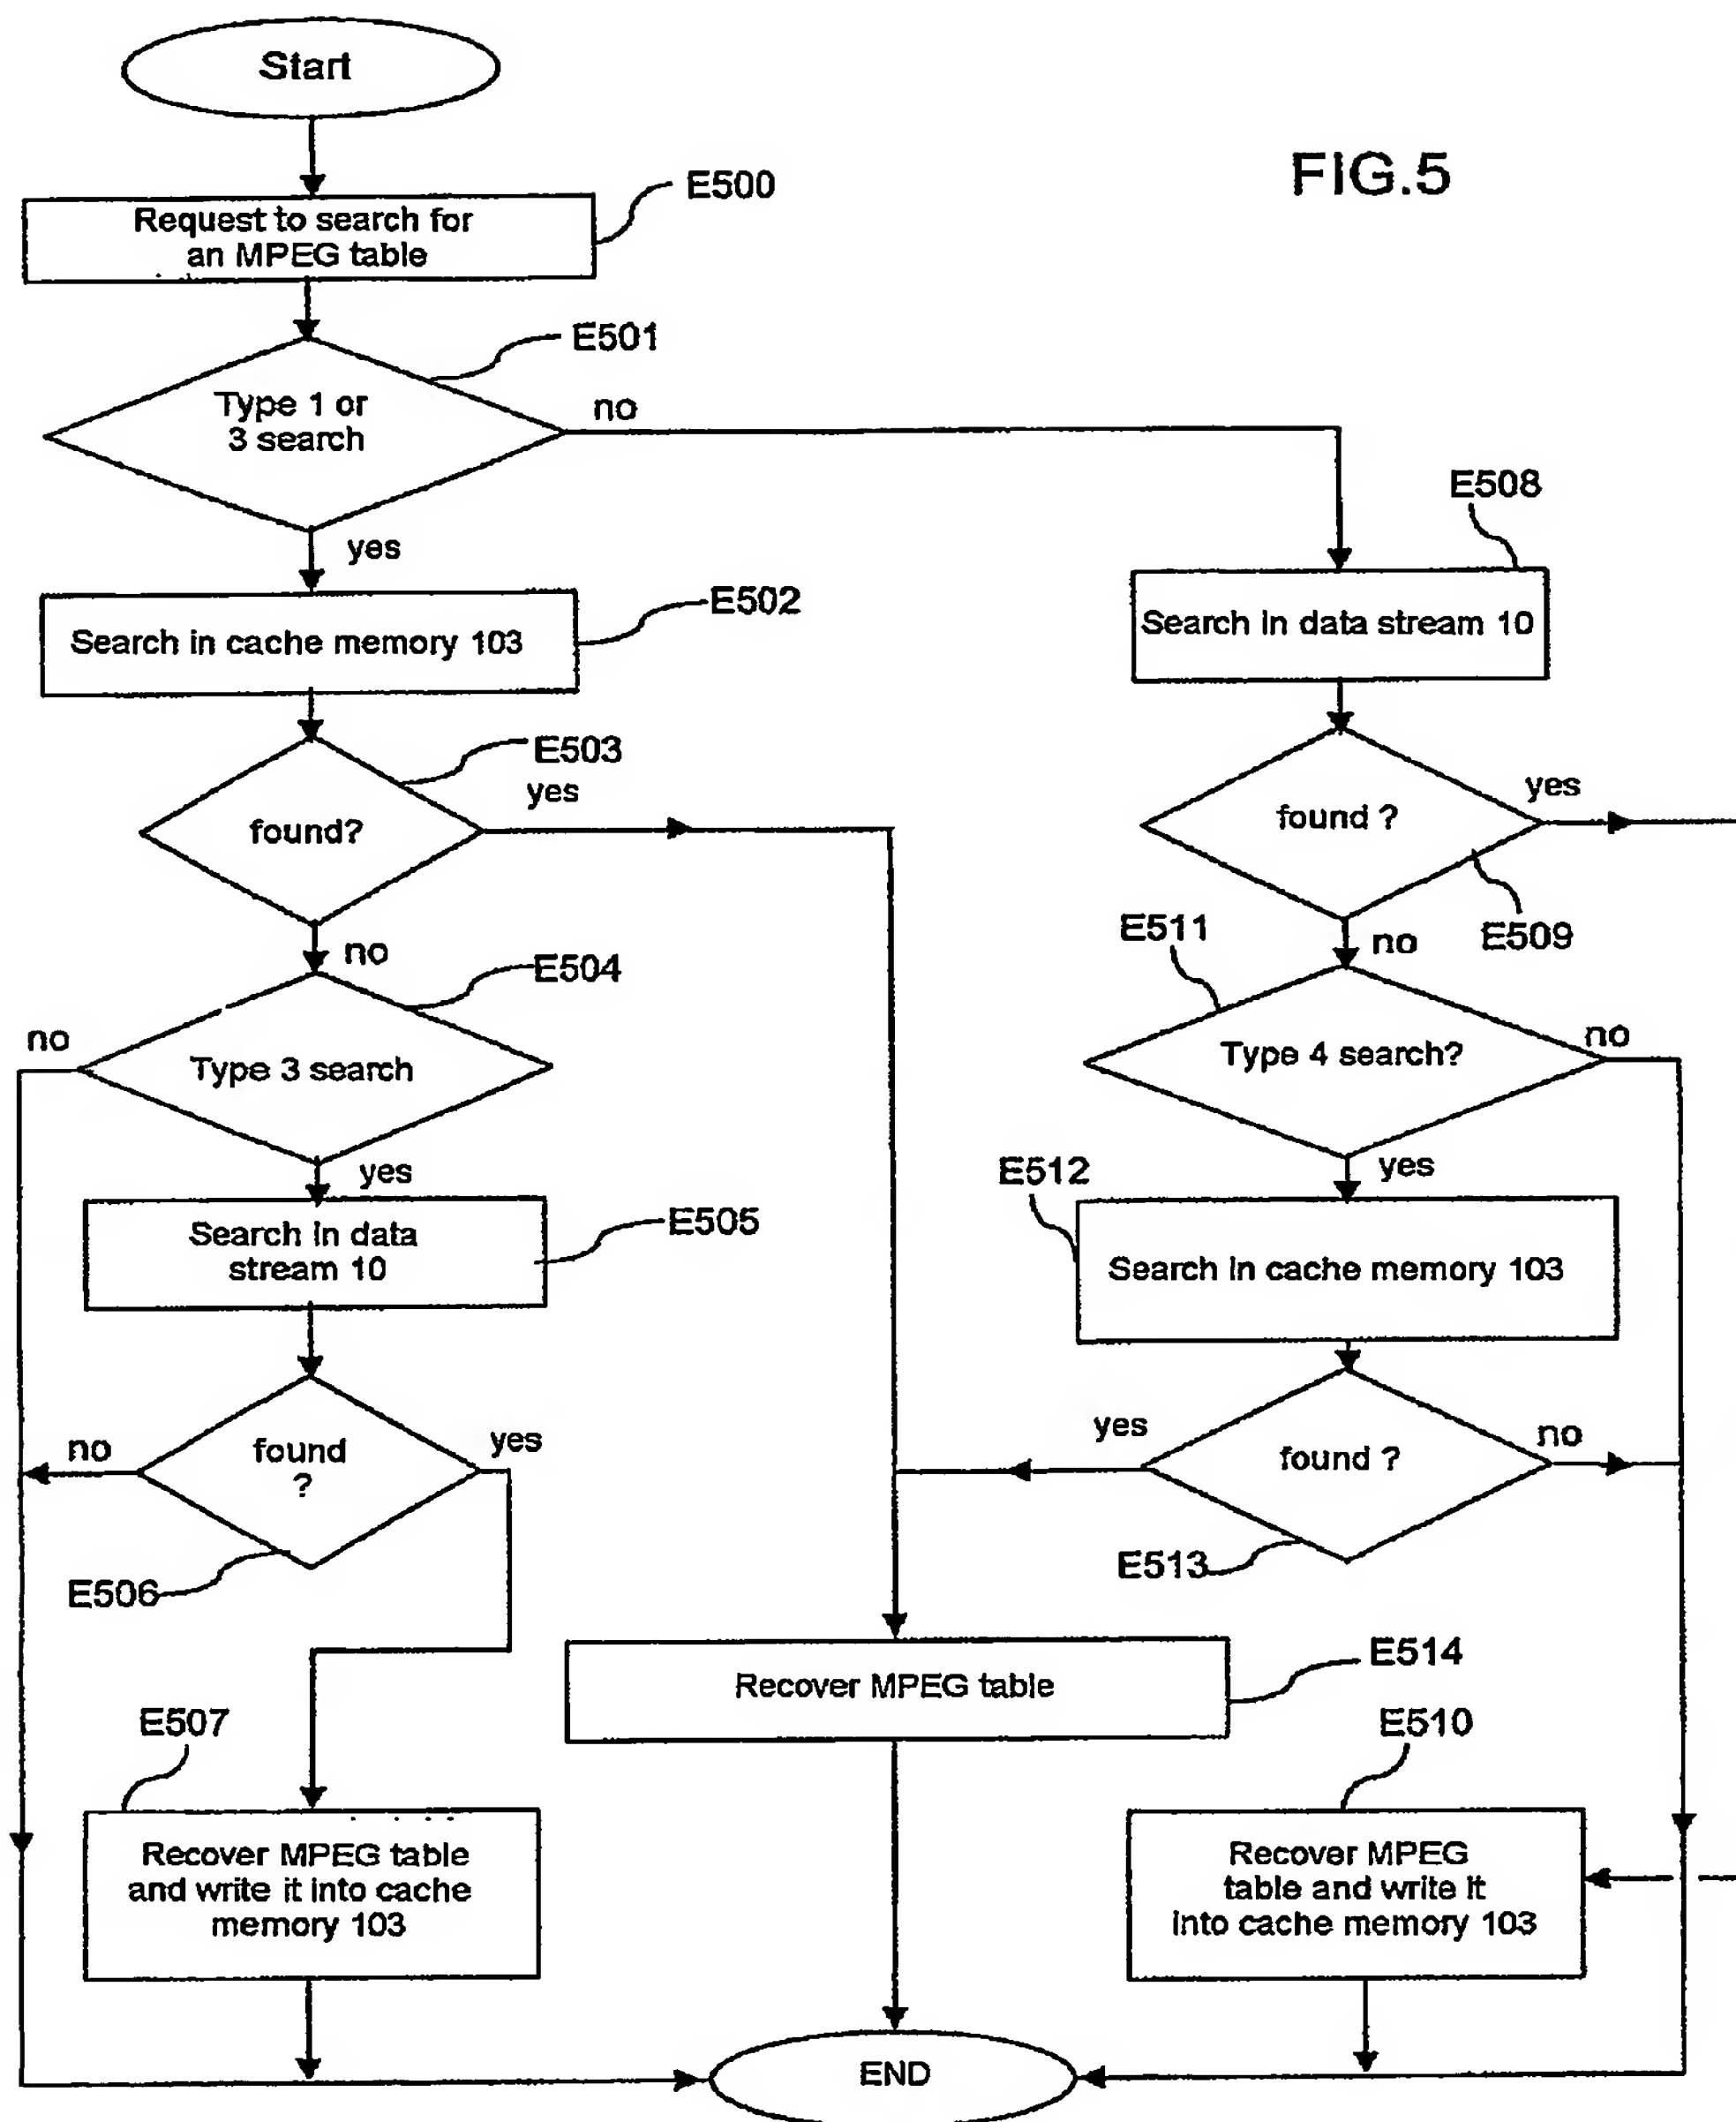 Start
FIG.5
E500
Request to search for
an MPEG table
E501
Type 1 or
3 search
no
yes
E508
E502
Search in cache memory 103
Search in data stream 10
E503
yes
found?
yes
found ?
no
E511
no
E509
E504
no
Type 3 search
Type 4 search?
no
yes
yes
E512
E505
Search in data
stream 10
Search in cache memory 103
no
found
?
yes
yes
found ?
no
E506
E513
E514
Recover MPEG table
E507
E510
Recover MPEG table
and write it into cache
memory 103
Recover MPEG
table and write it
into cache memory 103
END